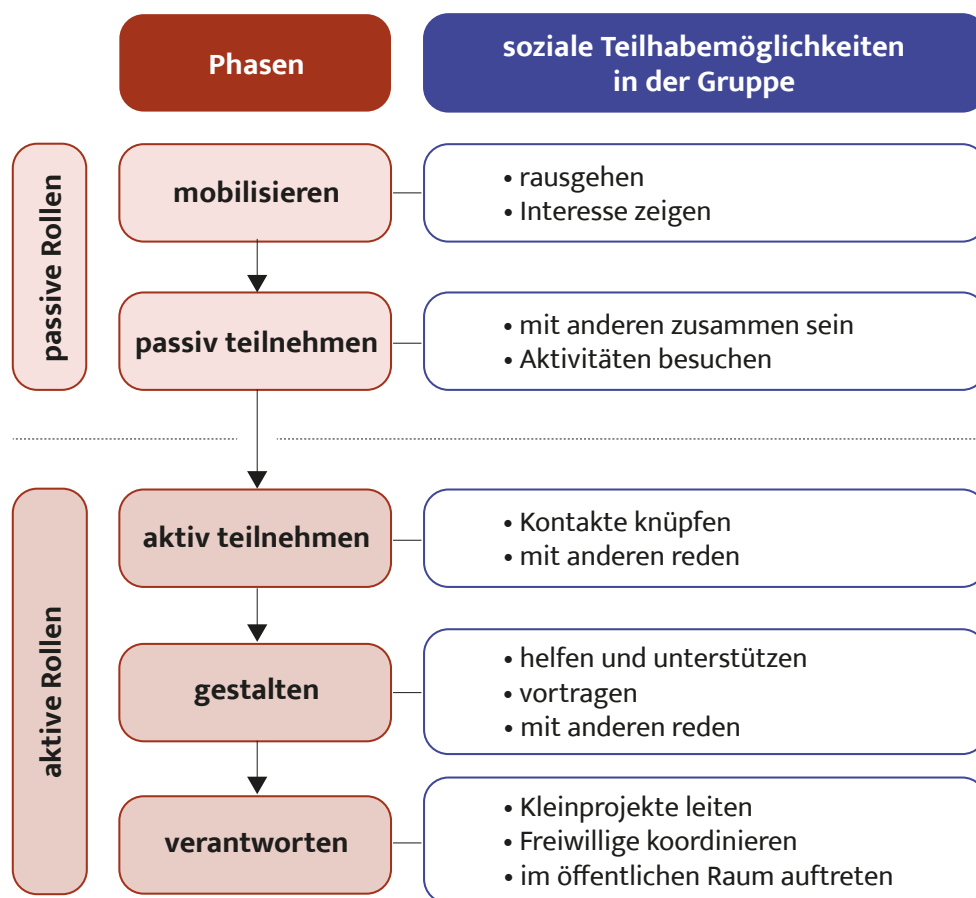 Phasen
soziale Teilhabemöglichkeiten
in der Gruppe
passive Rollen
mobilisieren
• rausgehen
• Interesse zeigen
passiv teilnehmen
• mit anderen zusammen sein
• Aktivitäten besuchen
aktive Rollen
aktiv teilnehmen
• Kontakte knüpfen
• mit anderen reden
gestalten
• helfen und unterstützen
• vortragen
• mit anderen reden
verantworten
• Kleinprojekte leiten
• Freiwillige koordinieren
• im öffentlichen Raum auftreten